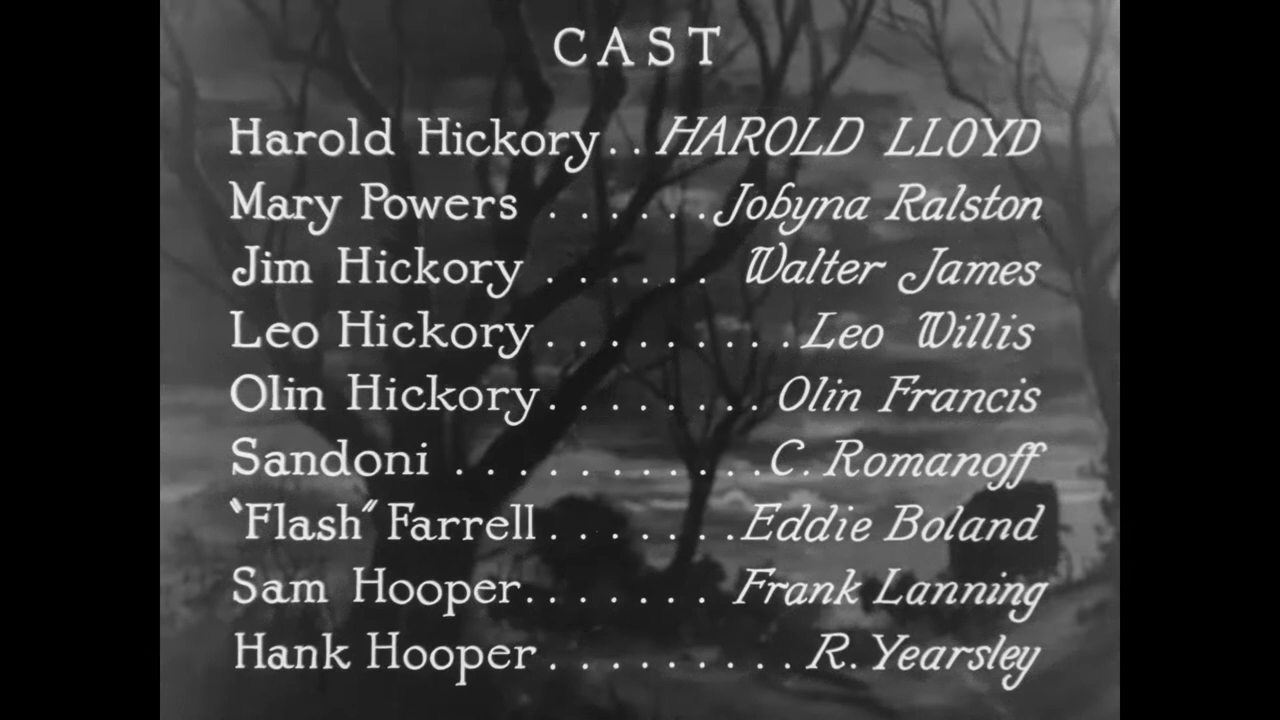 CAST
Harold Hickory..HAROLD LLOYD
Mary Powers ......Jobyna Ralston
Jim Hickory ...... Walter James
Leo Hickory.........Leo Willis
Olin Hickory........Olin Francis
Sandoni ...........C. Romanoff
"Flash" Farrell.......Eddie Boland
Sam Hooper....... Frank Lanning
Hank Hooper.........R. Yearsley